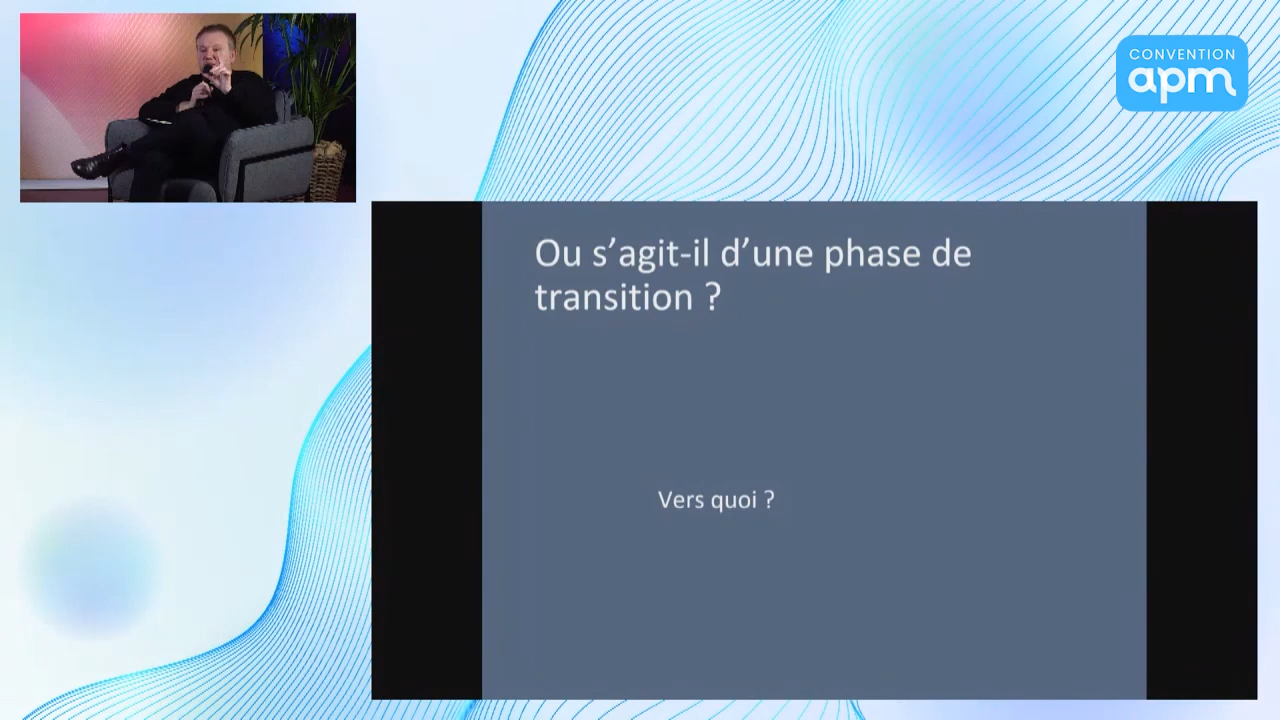 CONVENTION
apm
Ou s’agit-il d’une phase de
transition ?
Vers quoi ?